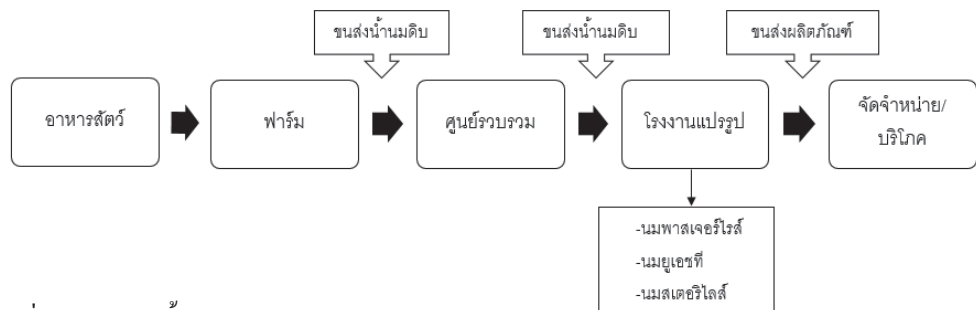 ขนส่งน้ำนมดิบ
ขนส่งน้ำนมดิบ
ขนส่งผลิตภัณฑ์
อาหารสัตว์
ฟาร์ม
ศูนย์รวบรวม
โรงงานแปรรูป
จัดจำหน่าย/
บริโภค
-นมพาสเจอร์ไรส์
-นมยูเอชที่
-นมสเตอริไลส์